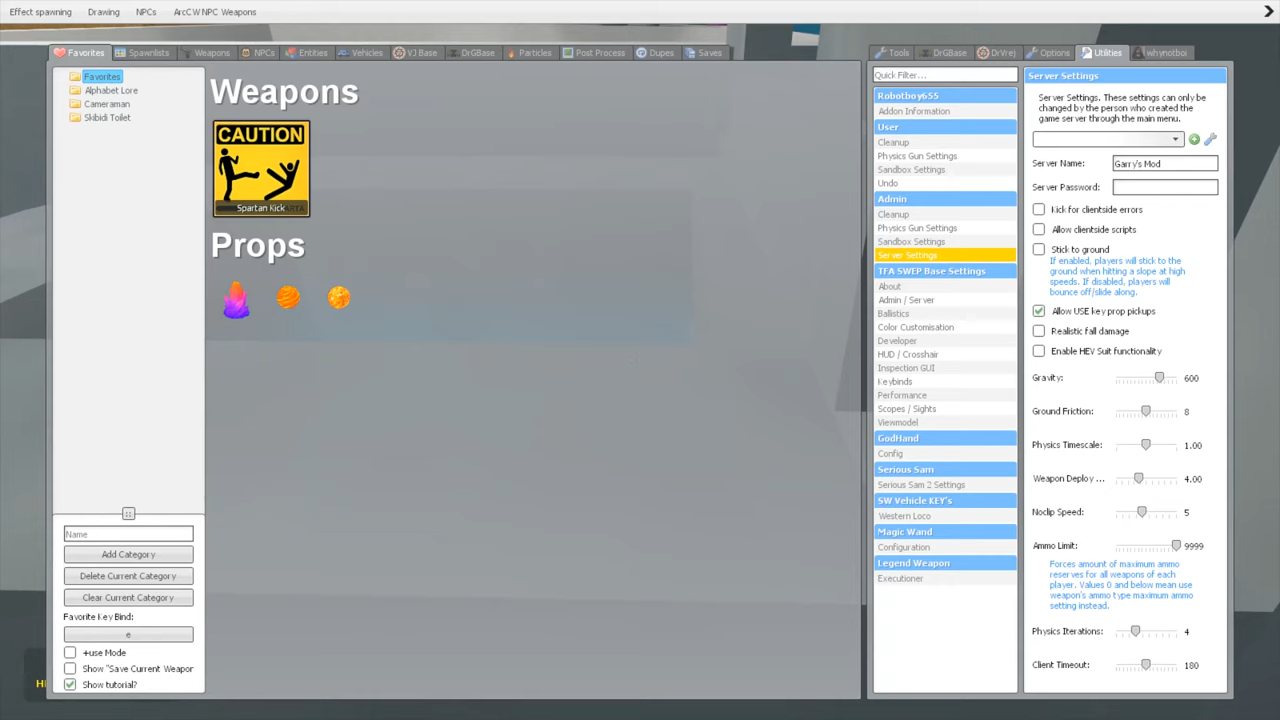 Effect spawning Drawing NPCs ArcCW NPC Weapons
Favorites Spawnlists Weapons NPCs Entities Vehicles VJ Base DrGBase Particles Post Process Dupes Saves
Favorites
Alphabet Lore
Cameraman
Skibidi Toilet
Weapons
CAUTION
Spartan Kick
Props
Name
Add Category
Delete Current Category
Clear Current Category
Favorite Key Bind:
e
+use Mode
Show "Save Current Weapor
Show tutorial?
Tools DrGBase DrVrej Options Utilities whynotboi
Quick Filter...
Robotboy655
Addon Information
User
Cleanup
Physics Gun Settings
Sandbox Settings
Undo
Admin
Cleanup
Physics Gun Settings
Sandbox Settings
Server Settings
TFA SWEP Base Settings
About
Admin / Server
Ballistics
Color Customisation
Developer
HUD / Crosshair
Inspection GUI
Keybinds
Performance
Scopes / Sights
Viewmodel
GodHand
Config
Serious Sam
Serious Sam 2 Settings
SW Vehicle KEY's
Western Loco
Magic Wand
Configuration
Legend Weapon
Executioner
Server Settings
Server Settings. These settings can only be
changed by the person who created the
game server through the main menu.
Server Name: Garry's Mod
Server Password:
Kick for clientside errors
Allow clientside scripts
Stick to ground
If enabled, players will stick to the
ground when hitting a slope at high
speeds. If disabled, players will
bounce off/slide along.
Allow USE key prop pickups
Realistic fall damage
Enable HEV Suit functionality
Gravity: 600
Ground Friction: 8
Physics Timescale: 1.00
Weapon Deploy ... 4.00
Noclip Speed: 5
Ammo Limit: 9999
Forces amount of maximum ammo
reserves for all weapons of each
player. Values 0 and below mean use
weapon's ammo type maximum ammo
setting instead.
Physics Iterations: 4
Client Timeout: 180